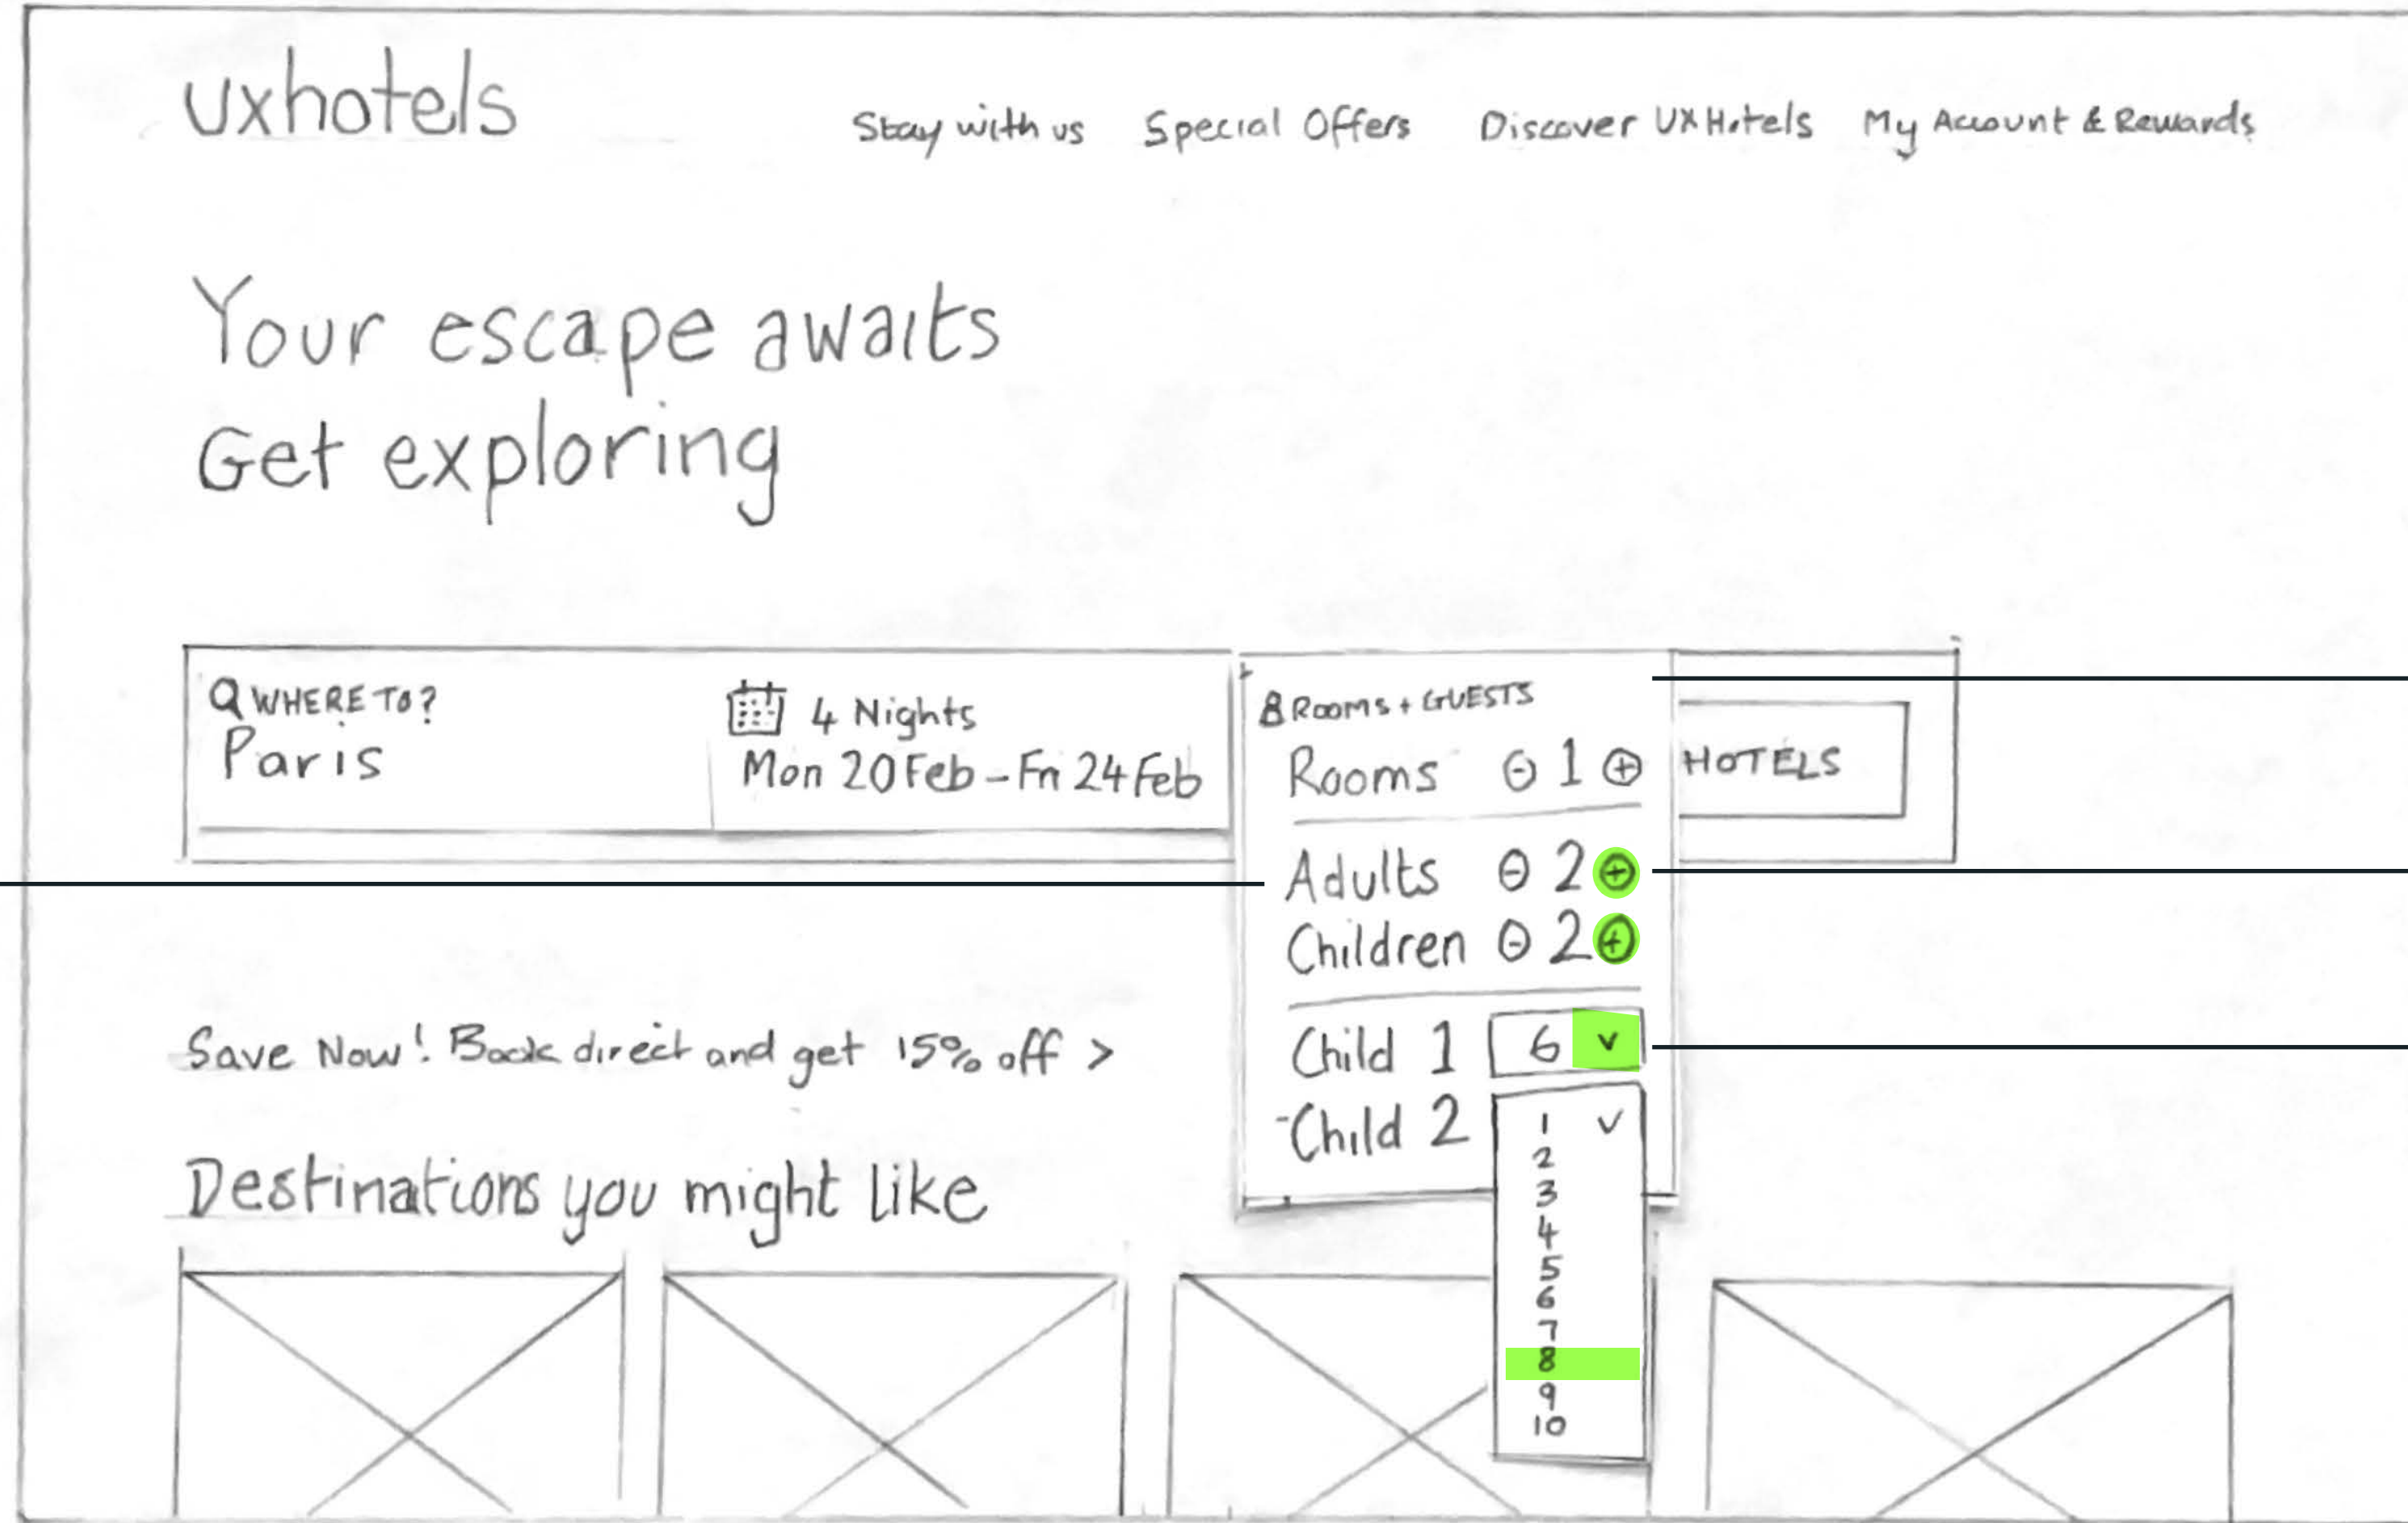 uxhotels
Stay with us Special Offers Discover UX Hotels My Account & Rewards
Your escape awaits
Get exploring
WHERE TO?
Paris
4 Nights
Mon 20 Feb - Fri 24 Feb
ROOMS + GUESTS
Rooms - 1 +
HOTELS
Adults - 2 +
Children - 2 +
Child 1 6 v
Child 2 1 v
2
3
4
5
6
7
8
9
10
Save Now! Book direct and get 15% off >
Destinations you might like